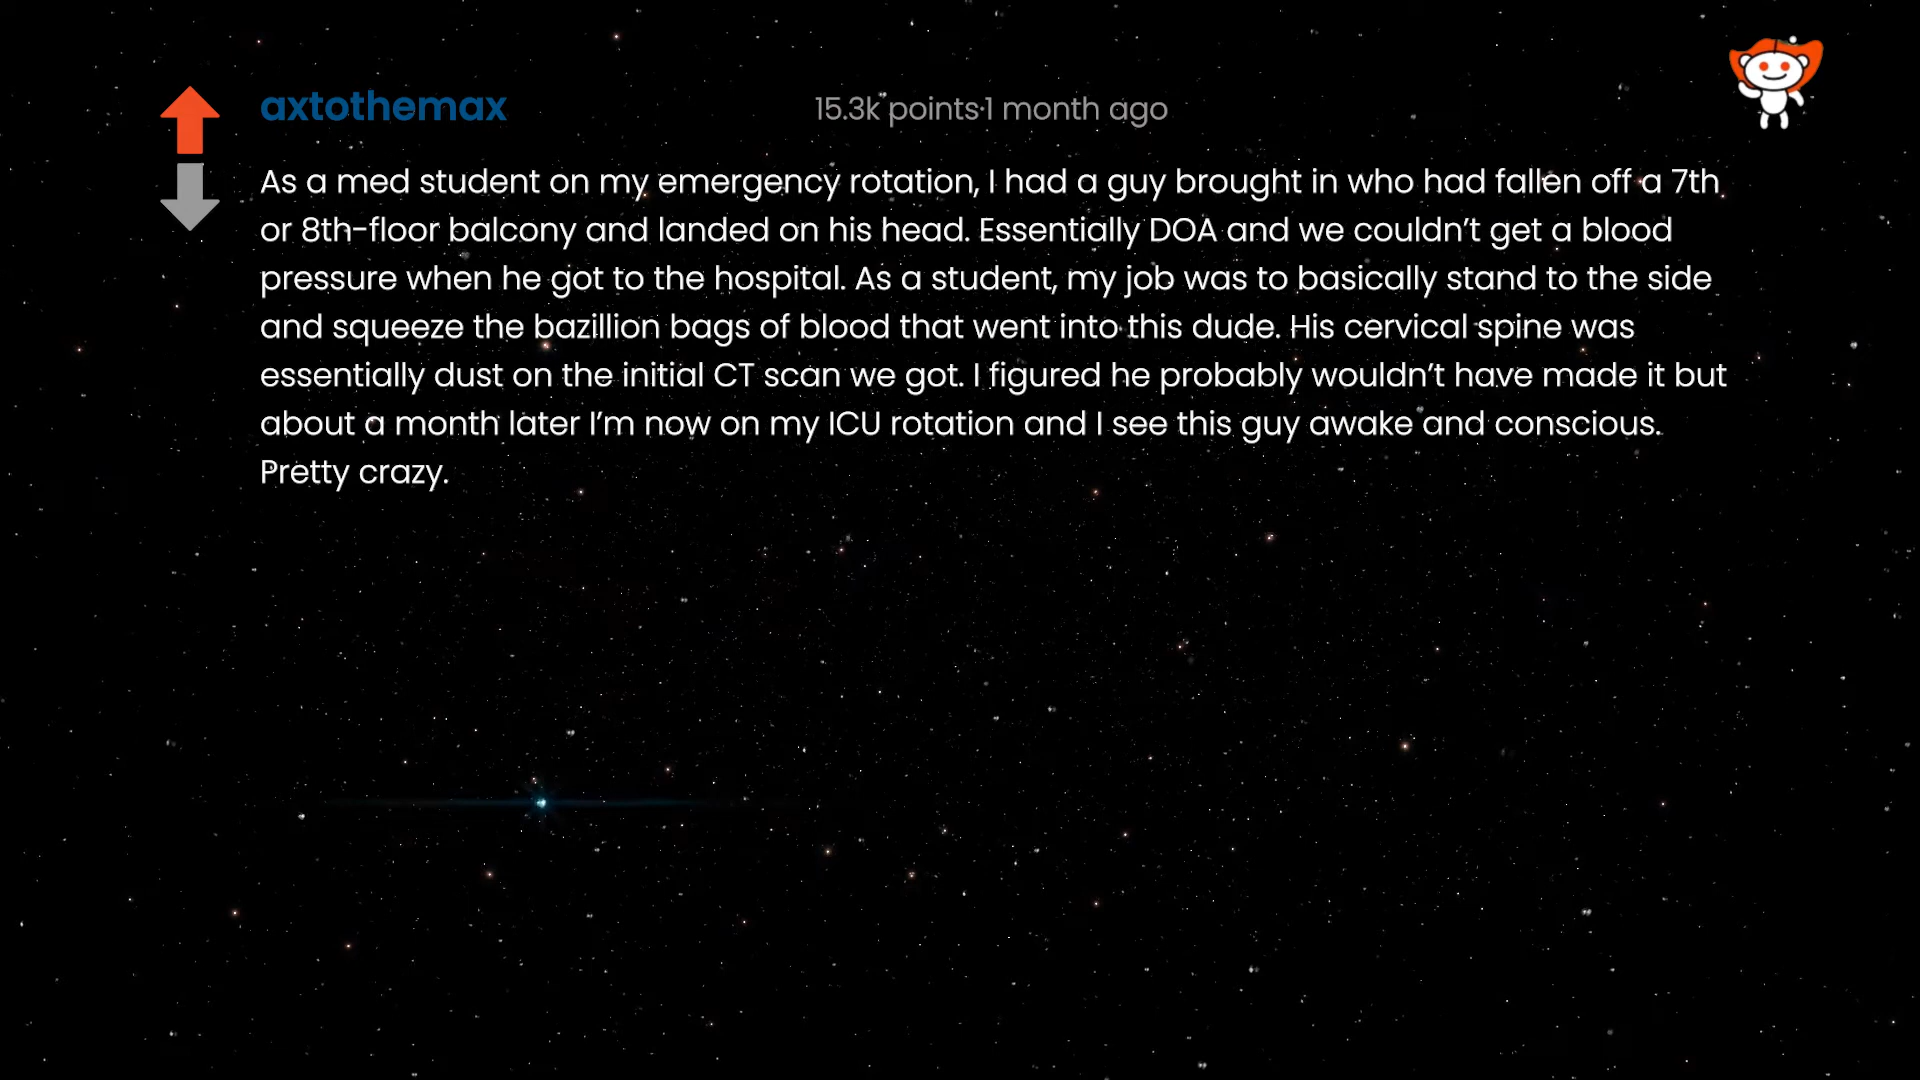 axtothemax
15.3k points·1 month ago
As a med student on my emergency rotation, I had a guy brought in who had fallen off a 7th
or 8th-floor balcony and landed on his head. Essentially DOA and we couldn’t get a blood
pressure when he got to the hospital. As a student, my job was to basically stand to the side
and squeeze the bazillion bags of blood that went into this dude. His cervical spine was
essentially dust on the initial CT scan we got. I figured he probably wouldn’t have made it but
about a month later I’m now on my ICU rotation and I see this guy awake and conscious.
Pretty crazy.